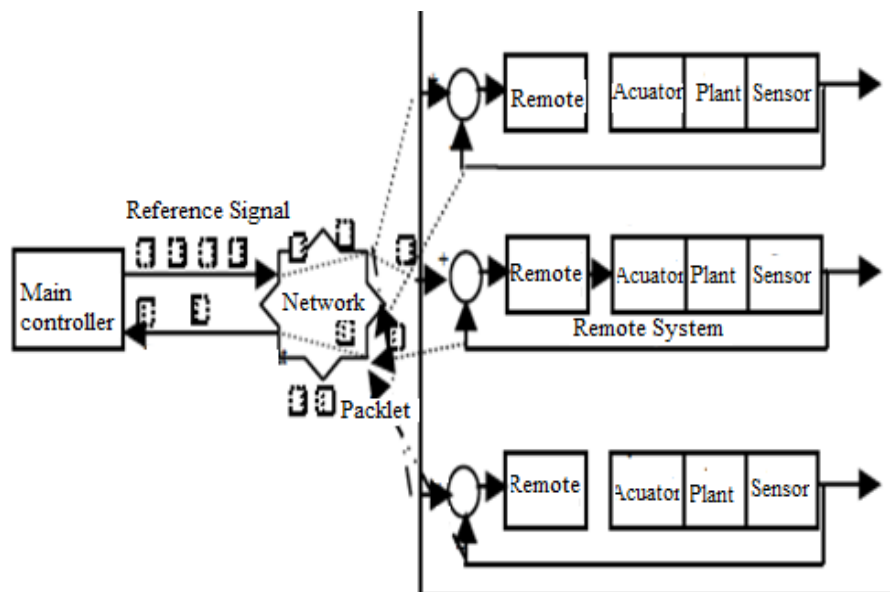 +
Remote
Acuator Plant Sensor
Reference Signal
Main
controller
Network
+
Remote
Acuator Plant Sensor
Remote System
Packlet
Remote
Acuator Plant Sensor